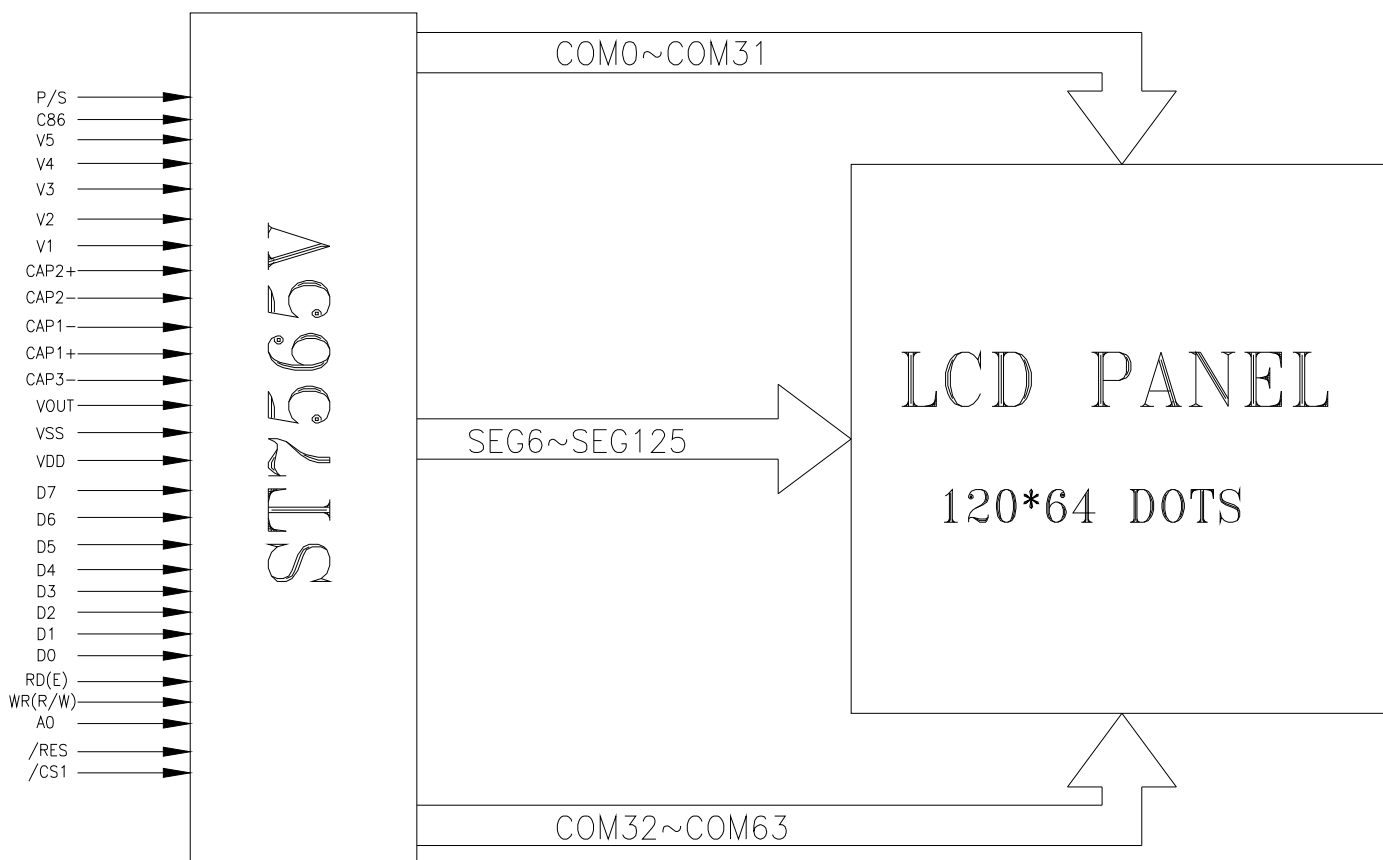 COM0~COM31
P/S
C86
V5
V4
V3
V2
V1
CAP2+
CAP2-
CAP1-
CAP1+
CAP3-
VOUT
VSS
VDD
D7
D6
D5
D4
D3
D2
D1
D0
RD(E)
WR(R/W)
A0
/RES
/CS1
ST7565V
SEG6~SEG125
LCD PANEL
120*64 DOTS
COM32~COM63